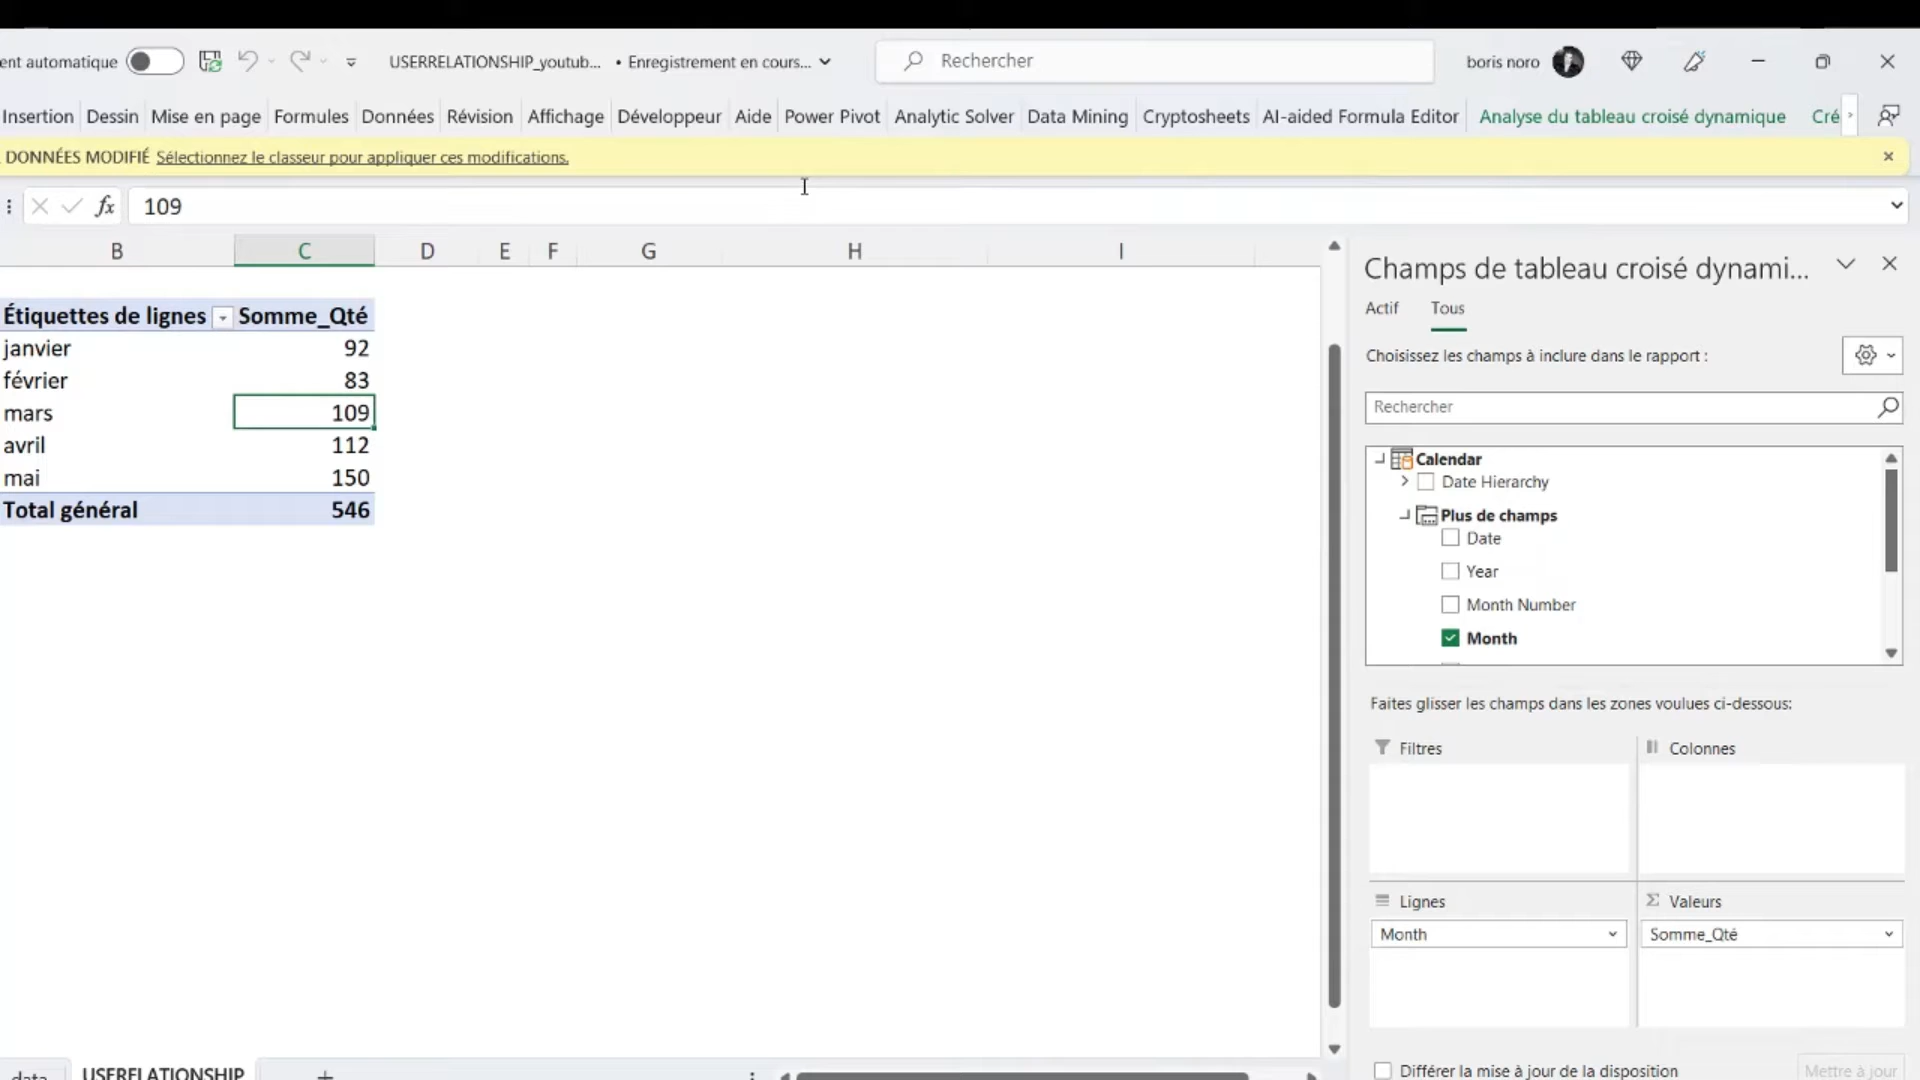 ent automatique USERRELATIONSHIP_youtub... • Enregistrement en cours... Rechercher boris noro
Insertion Dessin Mise en page Formules Données Révision Affichage Développeur Aide Power Pivot Analytic Solver Data Mining Cryptosheets AI-aided Formula Editor Analyse du tableau croisé dynamique Cré
DONNÉES MODIFIÉ Sélectionnez le classeur pour appliquer ces modifications.
fx 109
B C D E F G H I
Étiquettes de lignes Somme_Qté
janvier 92
février 83
mars 109
avril 112
mai 150
Total général 546
Champs de tableau croisé dynami...
Actif Tous
Choisissez les champs à inclure dans le rapport :
Rechercher
Calendar
Date Hierarchy
Plus de champs
Date
Year
Month Number
Month
Faites glisser les champs dans les zones voulues ci-dessous:
Filtres Colonnes
Lignes Σ Valeurs
Month Somme_Qté
Différer la mise à jour de la disposition Mettre à jour
data USERELATIONSHIP